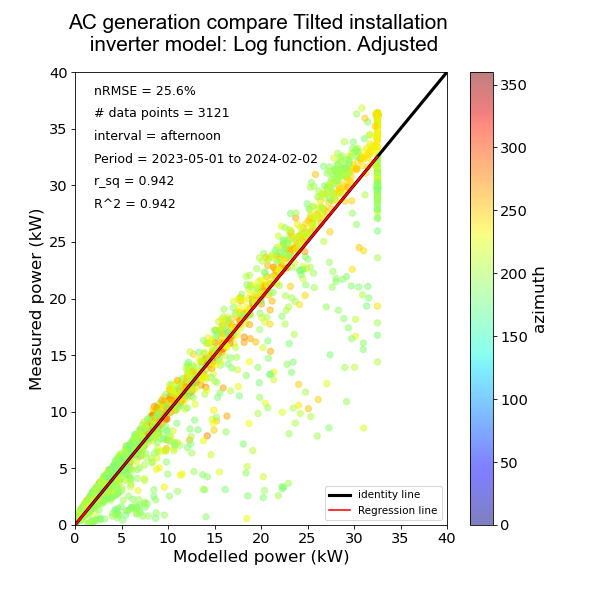 AC generation compare Tilted installation
inverter model: Log function. Adjusted
nRMSE = 25.6%
# data points = 3121
interval = afternoon
Period = 2023-05-01 to 2024-02-02
r_sq = 0.942
R^2 = 0.942
Measured power (kW)
40
35
30
25
20
15
10
5
0
0 5 10 15 20 25 30 35 40
Modelled power (kW)
identity line
Regression line
350
300
250
200
150
100
50
0
azimuth